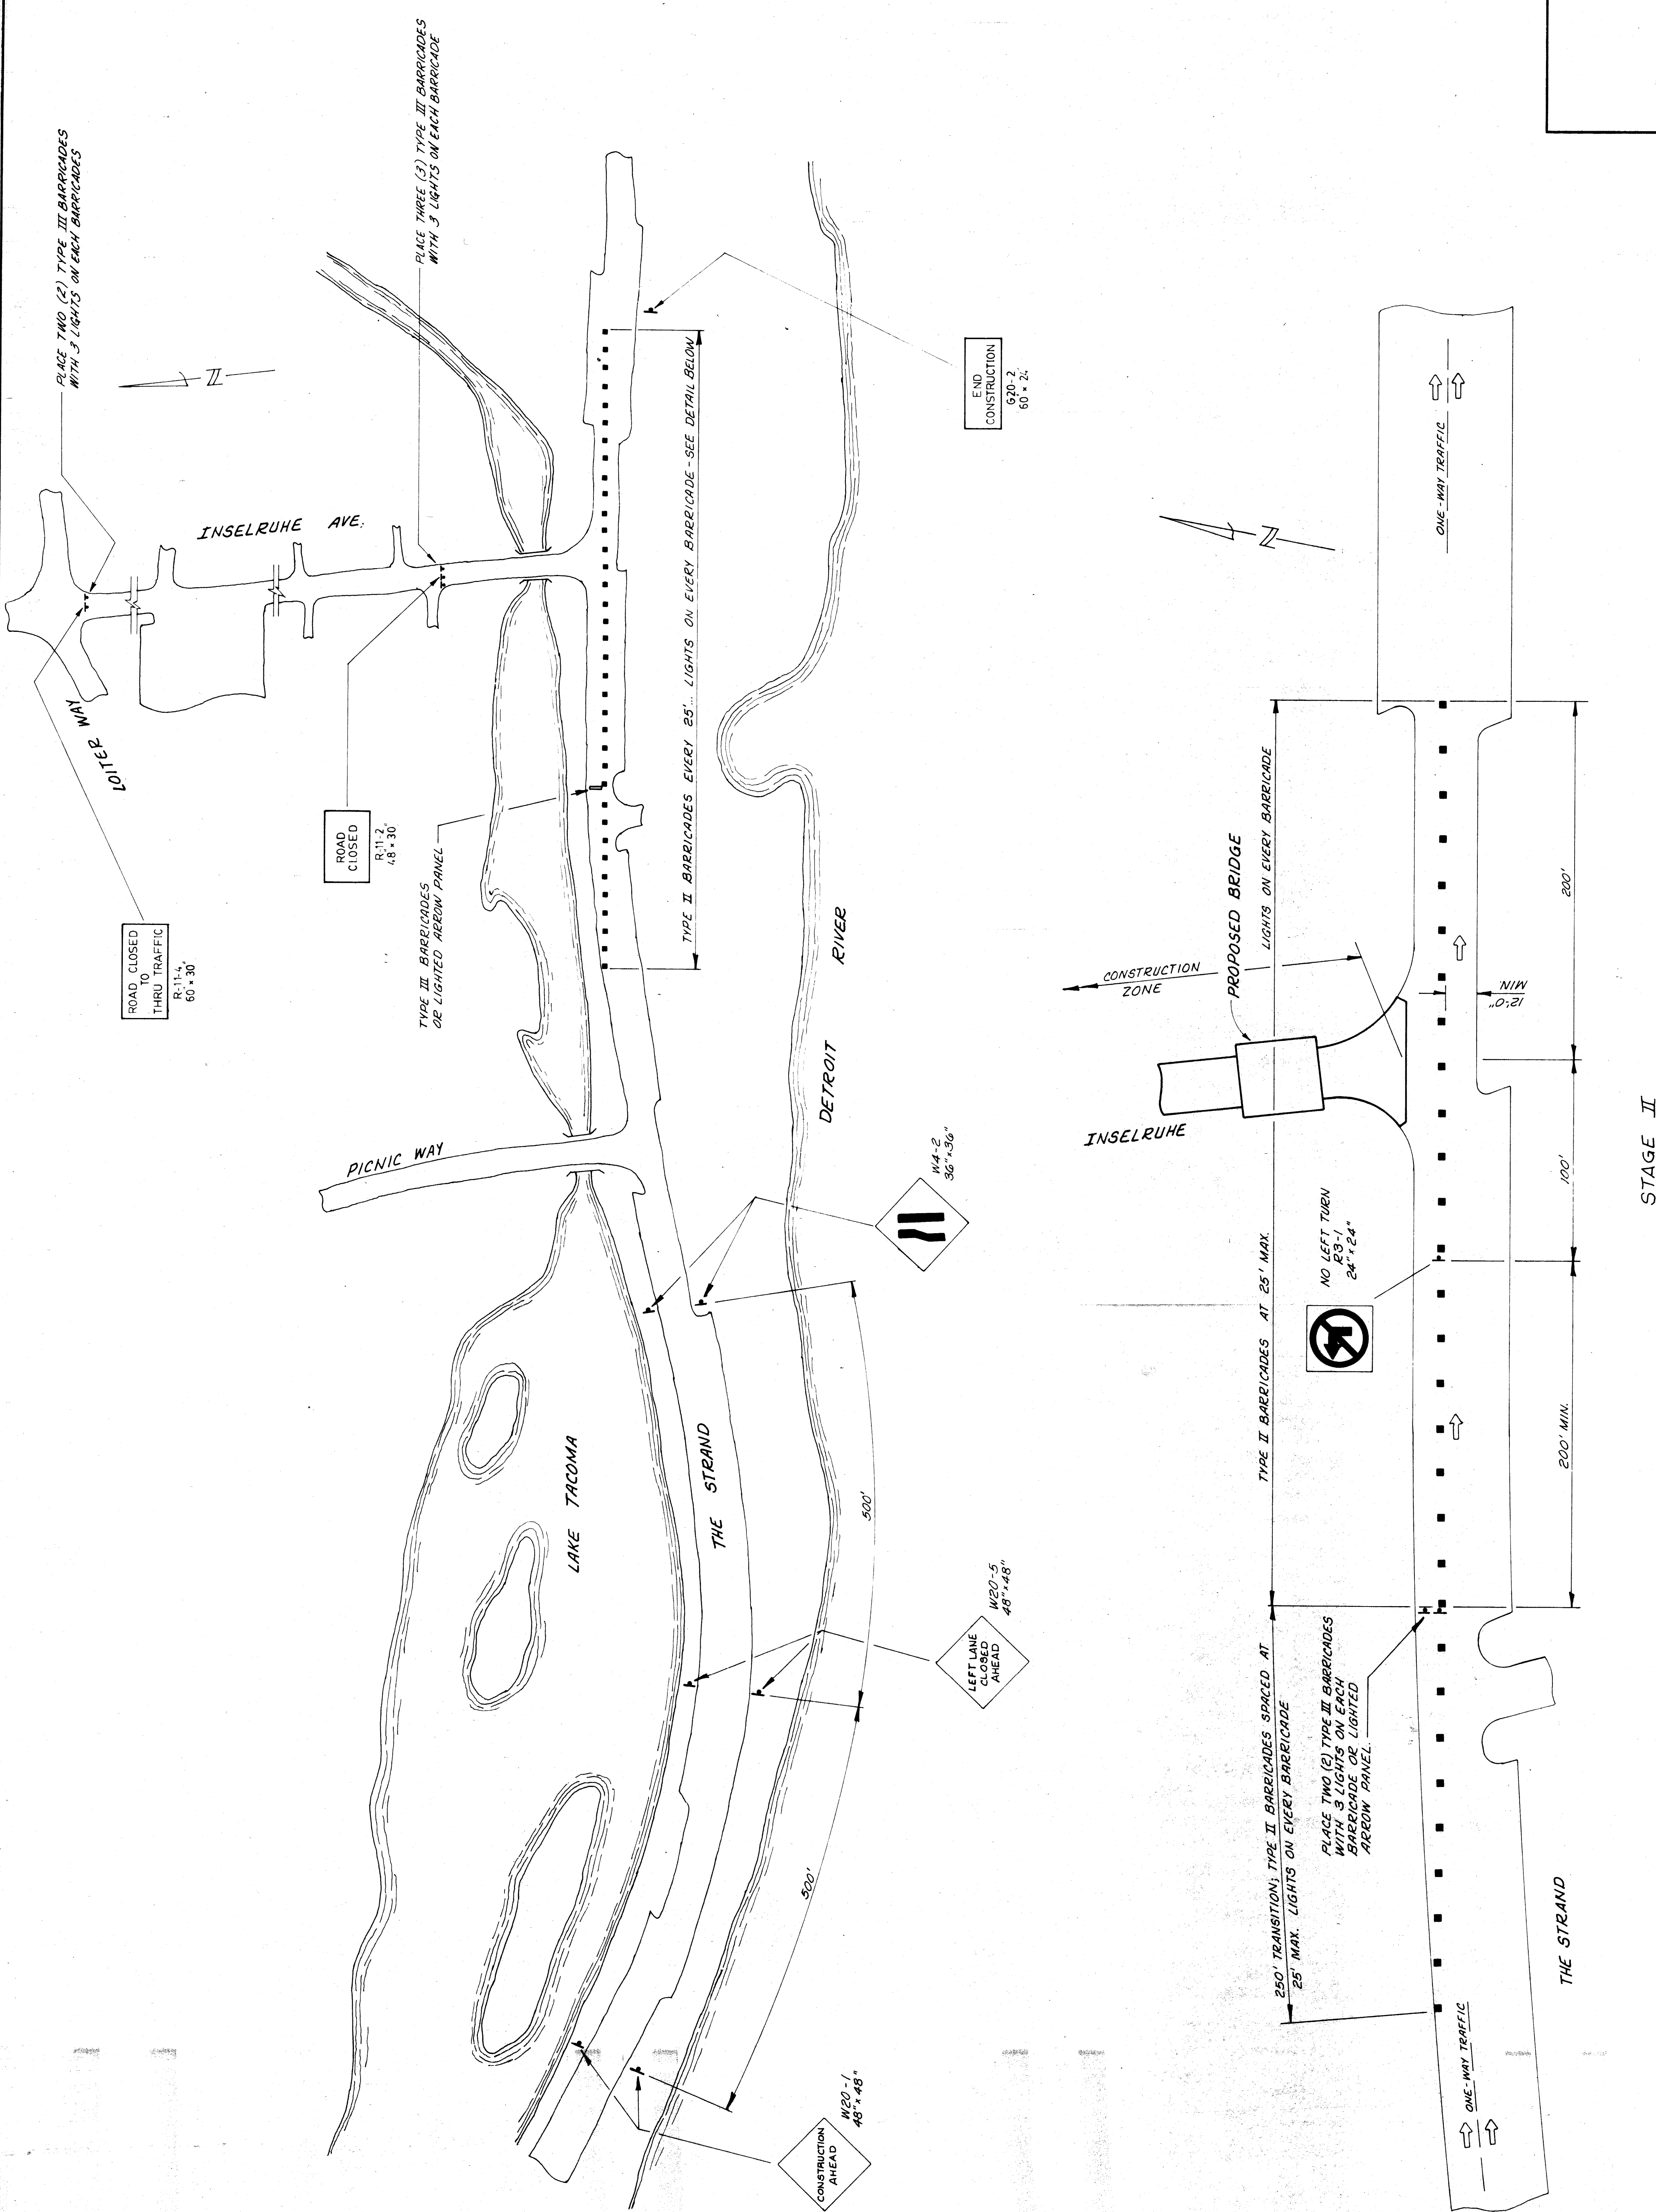 PLACE TWO (2) TYPE III BARRICADES
WITH 3 LIGHTS ON EACH BARRICADES
PLACE THREE (3) TYPE III BARRICADES
WITH 3 LIGHTS ON EACH BARRICADE
N
INSELRUHE AVE.
LOITER WAY
ROAD CLOSED
TO
THRU TRAFFIC
R-11-4
60" × 30"
ROAD
CLOSED
R-11-2
48" × 30"
TYPE III BARRICADES
OR LIGHTED ARROW PANEL
TYPE II BARRICADES EVERY 25'... LIGHTS ON EVERY BARRICADE - SEE DETAIL BELOW
END
CONSTRUCTION
G20-2
60" × 24"
PICNIC WAY
DETROIT RIVER
LAKE TACOMA
THE STRAND
W4-2
36"×36"
500'
LEFT LANE
CLOSED
AHEAD
W20-5
48"×48"
500'
CONSTRUCTION
AHEAD
W20-1
48"×48"
N
ONE-WAY TRAFFIC
LIGHTS ON EVERY BARRICADE
PROPOSED BRIDGE
CONSTRUCTION
ZONE
INSELRUHE
TYPE II BARRICADES AT 25' MAX.
NO LEFT TURN
R3-1
24"×24"
12'-0"
MIN.
200'
100'
200' MIN.
250' TRANSITION; TYPE II BARRICADES SPACED AT
25' MAX. LIGHTS ON EVERY BARRICADE
PLACE TWO (2) TYPE III BARRICADES
WITH 3 LIGHTS ON EACH
BARRICADE OR LIGHTED
ARROW PANEL.
ONE-WAY TRAFFIC
THE STRAND
STAGE II